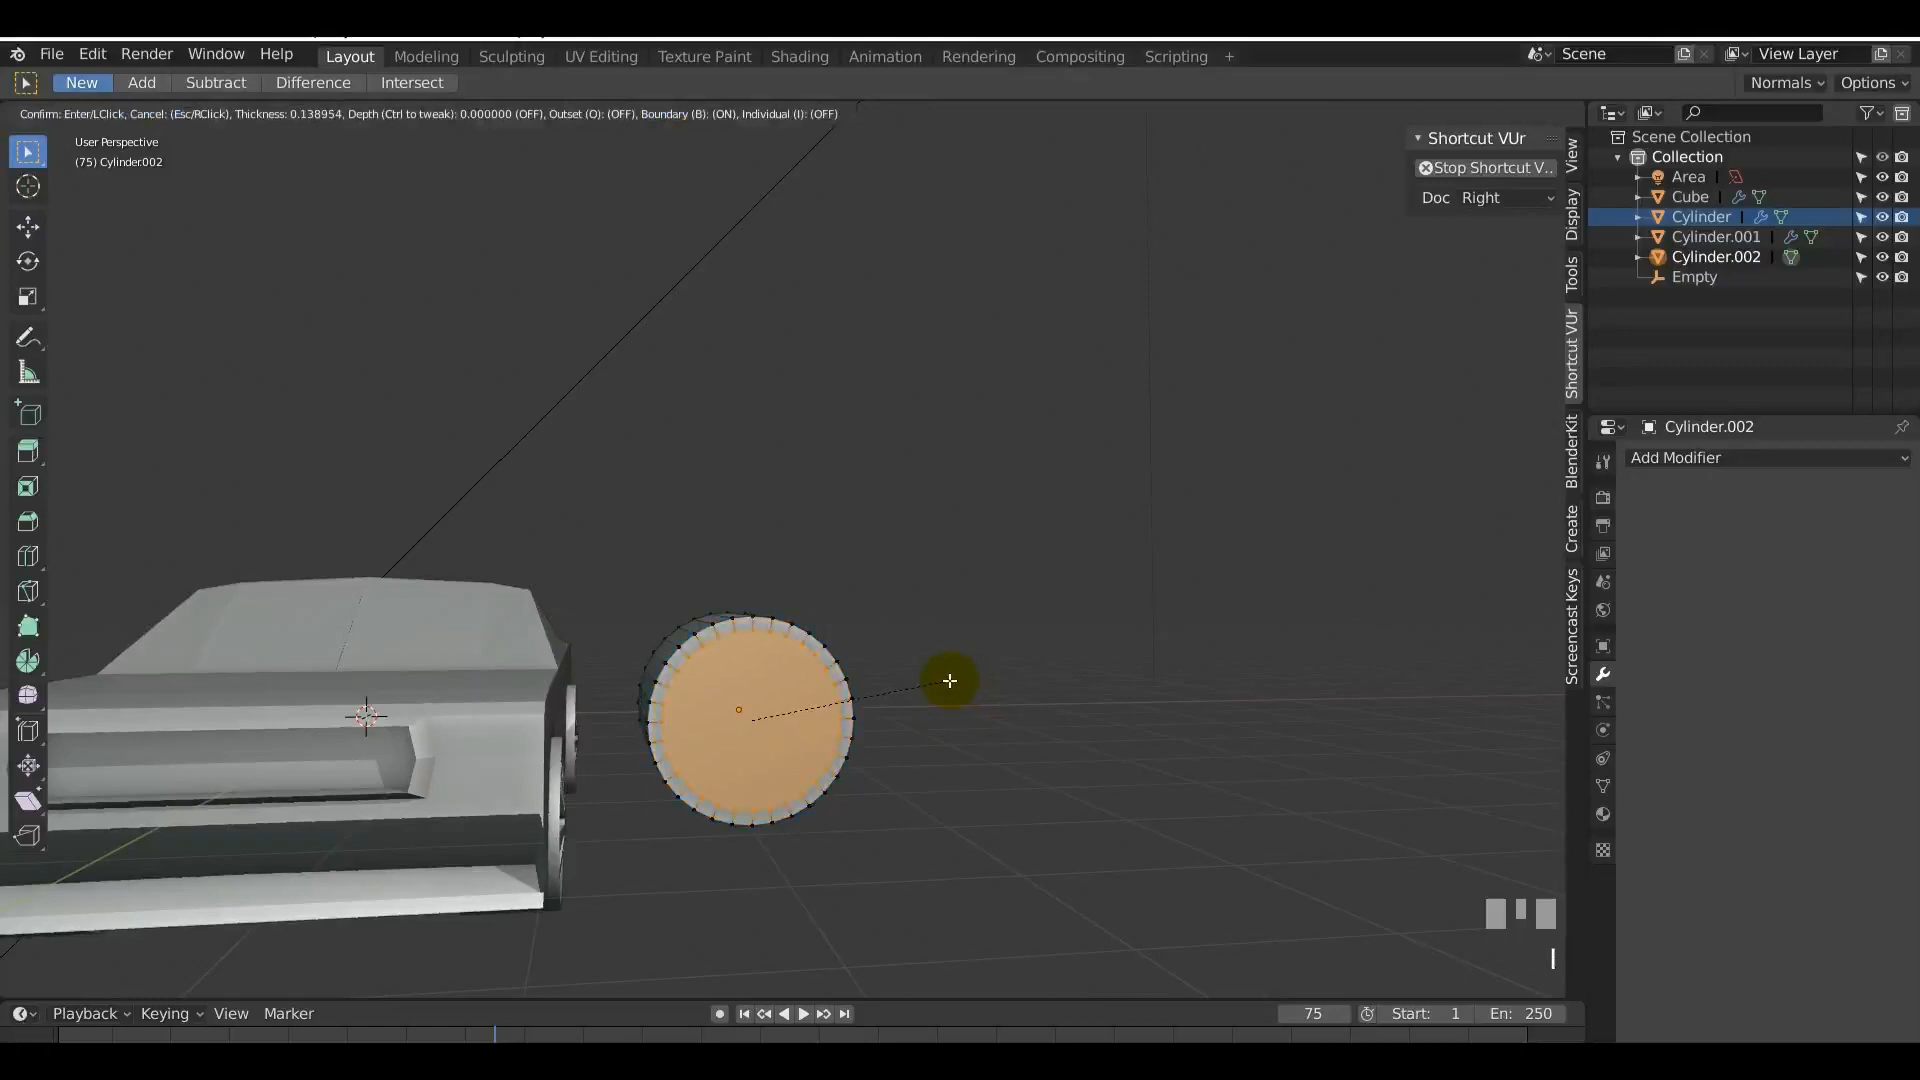 File Edit Render Window Help Layout Modeling Sculpting UV Editing Texture Paint Shading Animation Rendering Compositing Scripting + Scene View Layer
New Add Subtract Difference Intersect Normals Options
Confirm: Enter/LClick, Cancel: (Esc/RClick), Thickness: 0.138954, Depth (Ctrl to tweak): 0.000000 (OFF), Outset (O): (OFF), Boundary (B): (ON), Individual (I): (OFF)
User Perspective
(75) Cylinder.002
Shortcut VUr
Stop Shortcut V..
Doc Right
View
Display
Tools
Shortcut VUr
BlenderKit
Create
Screencast Keys
Scene Collection
Collection
Area
Cube
Cylinder
Cylinder.001
Cylinder.002
Empty
Cylinder.002
Add Modifier
I
Playback Keying View Marker 75 Start: 1 En: 250